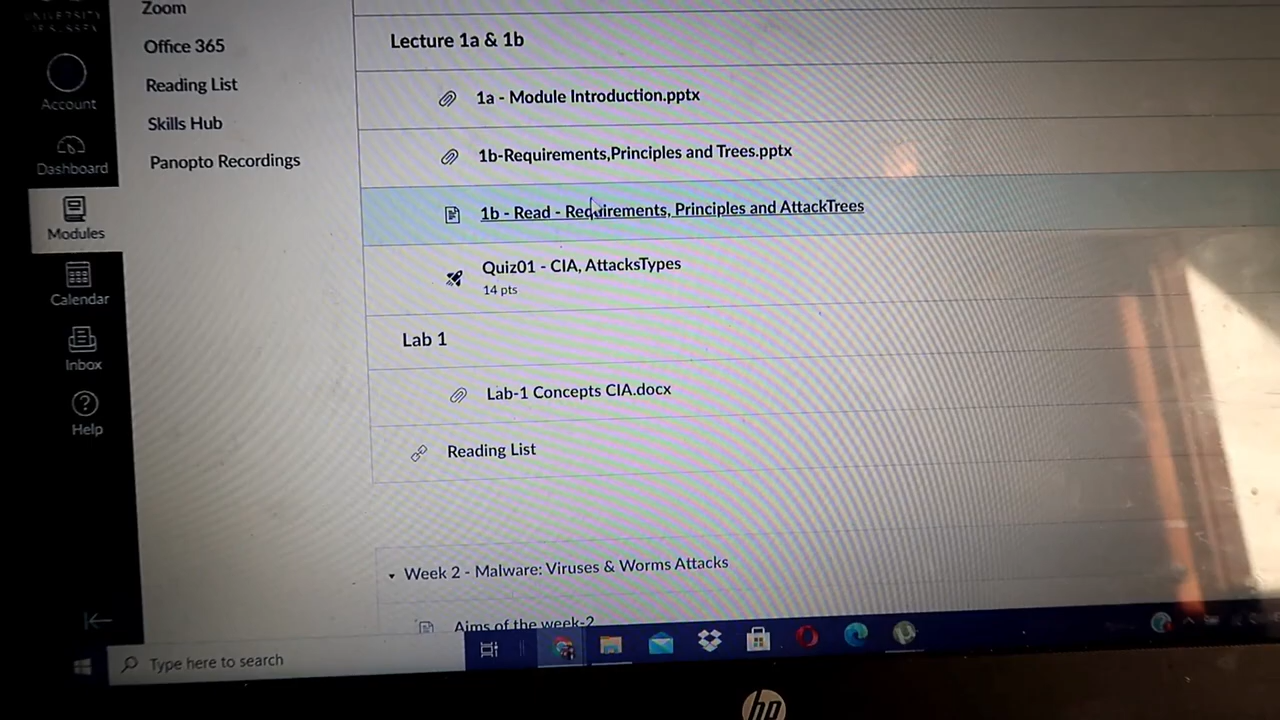 Zoom
Office 365
Reading List
Skills Hub
Panopto Recordings
Account
Dashboard
Modules
Calendar
Inbox
Help
Lecture 1a & 1b
1a - Module Introduction.pptx
1b-Requirements,Principles and Trees.pptx
1b - Read - Requirements, Principles and AttackTrees
Quiz01 - CIA, AttacksTypes
14 pts
Lab 1
Lab-1 Concepts CIA.docx
Reading List
Week 2 - Malware: Viruses & Worms Attacks
Aims of the week-2
Type here to search
hp